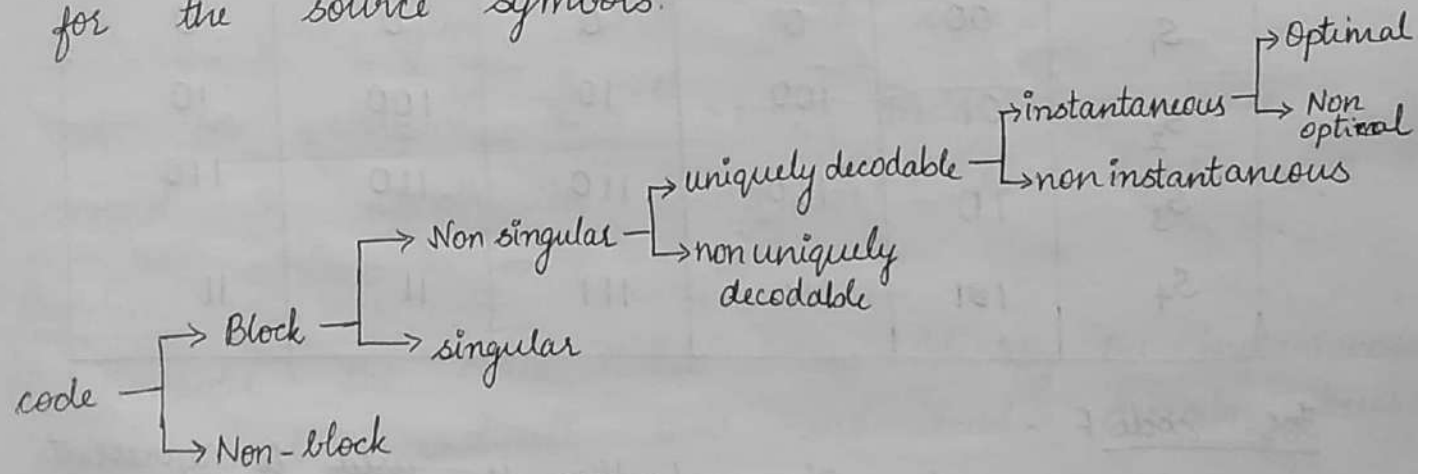 for the source symbols.
Optimal
instantaneous
Non
optimal
uniquely decodable
non instantaneous
Non singular
non uniquely
decodable
Block
singular
code
Non-block